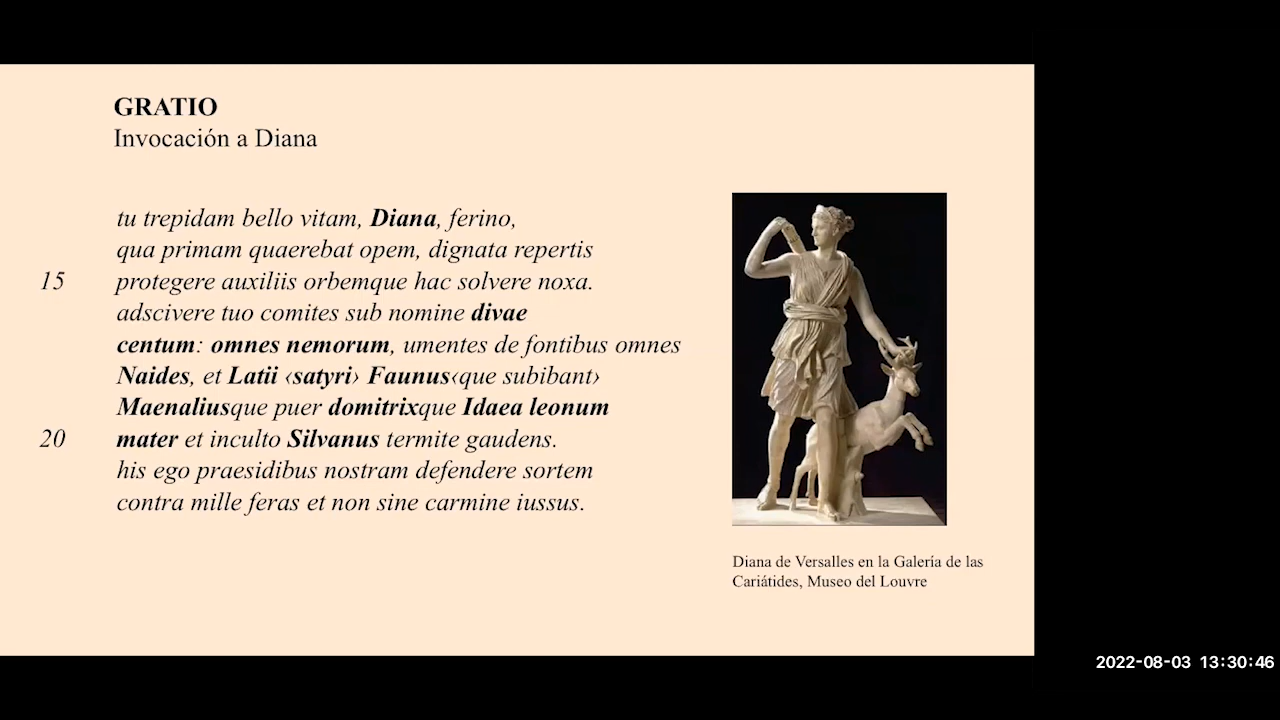 GRATIO
Invocación a Diana
tu trepidam bello vitam, Diana, ferino,
qua primam quaerebat opem, dignata repertis
15 protegere auxiliis orbemque hac solvere noxa.
adscivere tuo comites sub nomine divae
centum: omnes nemorum, umentes de fontibus omnes
Naides, et Latii ‹satyri› Faunus‹que subibant›
Maenaliusque puer domitrixque Idaea leonum
20 mater et inculto Silvanus termite gaudens.
his ego praesidibus nostram defendere sortem
contra mille feras et non sine carmine iussus.
Diana de Versalles en la Galería de las
Cariátides, Museo del Louvre
2022-08-03 13:30:46